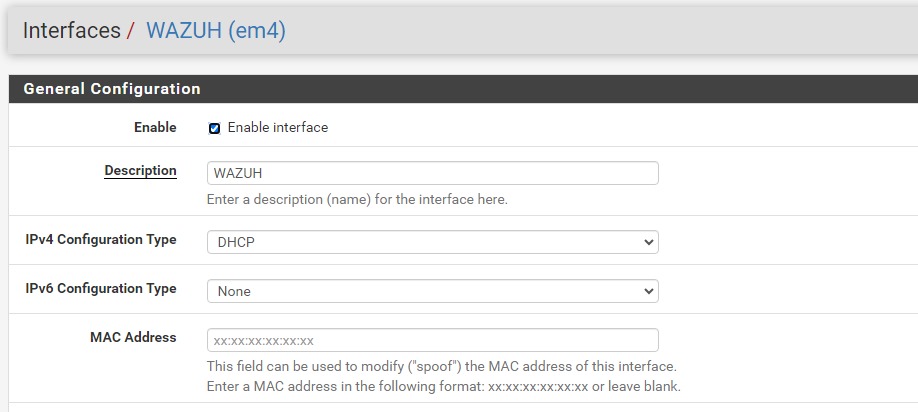 Interfaces / WAZUH (em4)
General Configuration
Enable Enable interface
Description WAZUH
Enter a description (name) for the interface here.
IPv4 Configuration Type DHCP
IPv6 Configuration Type None
MAC Address xx:xx:xx:xx:xx:xx
This field can be used to modify ("spoof") the MAC address of this interface.
Enter a MAC address in the following format: xx:xx:xx:xx:xx:xx or leave blank.